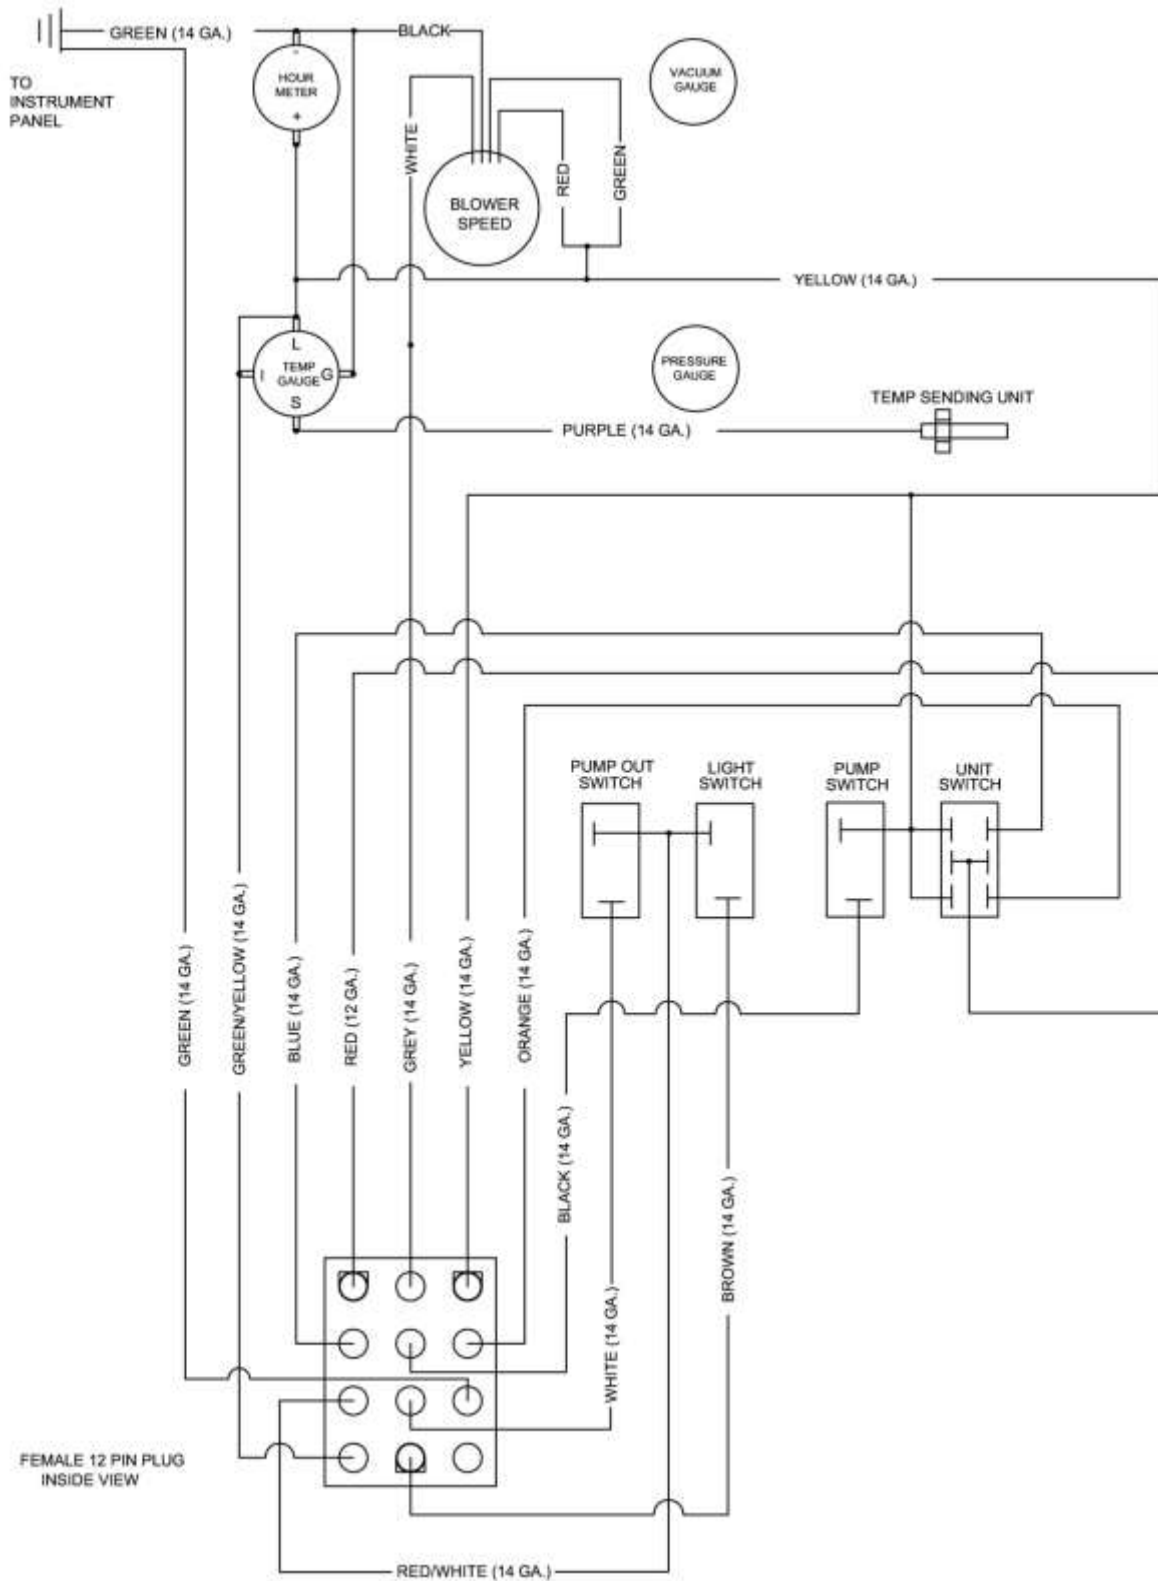 GREEN (14 GA.)
BLACK
TO
INSTRUMENT
PANEL
-
HOUR
METER
+
VACUUM
GAUGE
WHITE
RED
GREEN
BLOWER
SPEED
YELLOW (14 GA.)
L
TEMP
GAUGE
I
G
S
PRESSURE
GAUGE
TEMP SENDING UNIT
PURPLE (14 GA.)
PUMP OUT
SWITCH
LIGHT
SWITCH
PUMP
SWITCH
UNIT
SWITCH
GREEN (14 GA.)
GREEN/YELLOW (14 GA.)
BLUE (14 GA.)
RED (12 GA.)
GREY (14 GA.)
YELLOW (14 GA.)
ORANGE (14 GA.)
BLACK (14 GA.)
WHITE (14 GA.)
BROWN (14 GA.)
FEMALE 12 PIN PLUG
INSIDE VIEW
RED/WHITE (14 GA.)